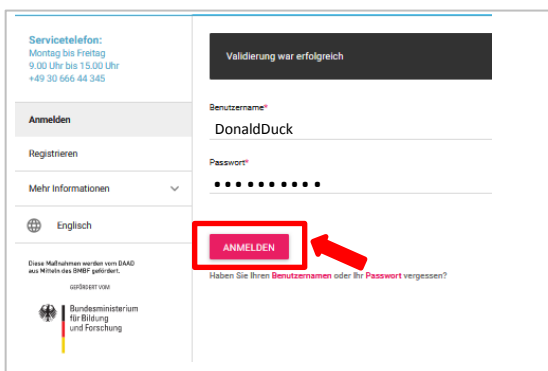 Servicetelefon:
Montag bis Freitag
9.00 Uhr bis 15.00 Uhr
+49 30 666 44 345
Anmelden
Registrieren
Mehr Informationen
Englisch
Diese Maßnahmen werden vom DAAD
aus Mitteln des BMBF gefördert.
GEFÖRDERT VOM
Bundesministerium
für Bildung
und Forschung
Validierung war erfolgreich
Benutzername*
DonaldDuck
Passwort*
••••••••••
ANMELDEN
Haben Sie Ihren Benutzernamen oder Ihr Passwort vergessen?